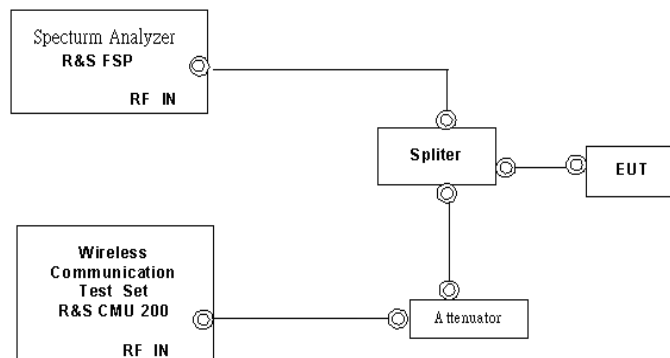 Specturm Analyzer
R&S FSP
RF IN
Spliter
EUT
Wireless
Communication
Test Set
R&S CMU 200
RF IN
Attenuator